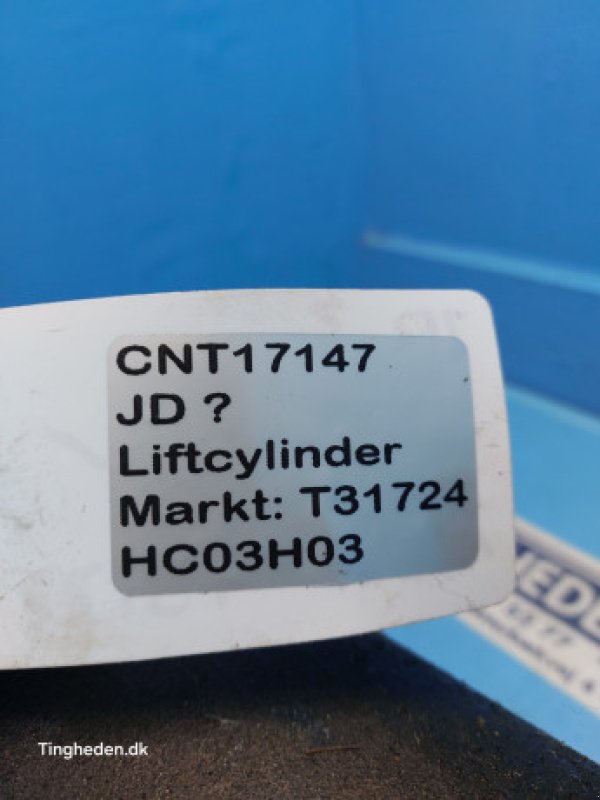 CNT17147
JD ?
Liftcylinder
Markt: T31724
HC03H03
Tingheden.dk